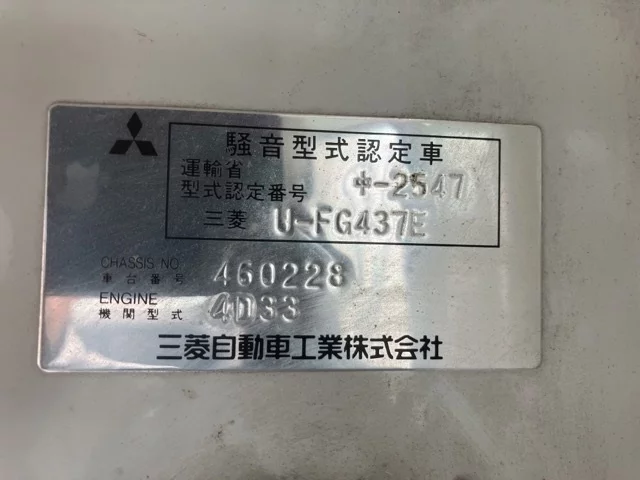 騒音型式認定車
運輸省
型式認定番号 キ-2547
三菱 U-FG437E
CHASSIS NO.
車台番号 460228
ENGINE
機関型式 4D33
三菱自動車工業株式会社